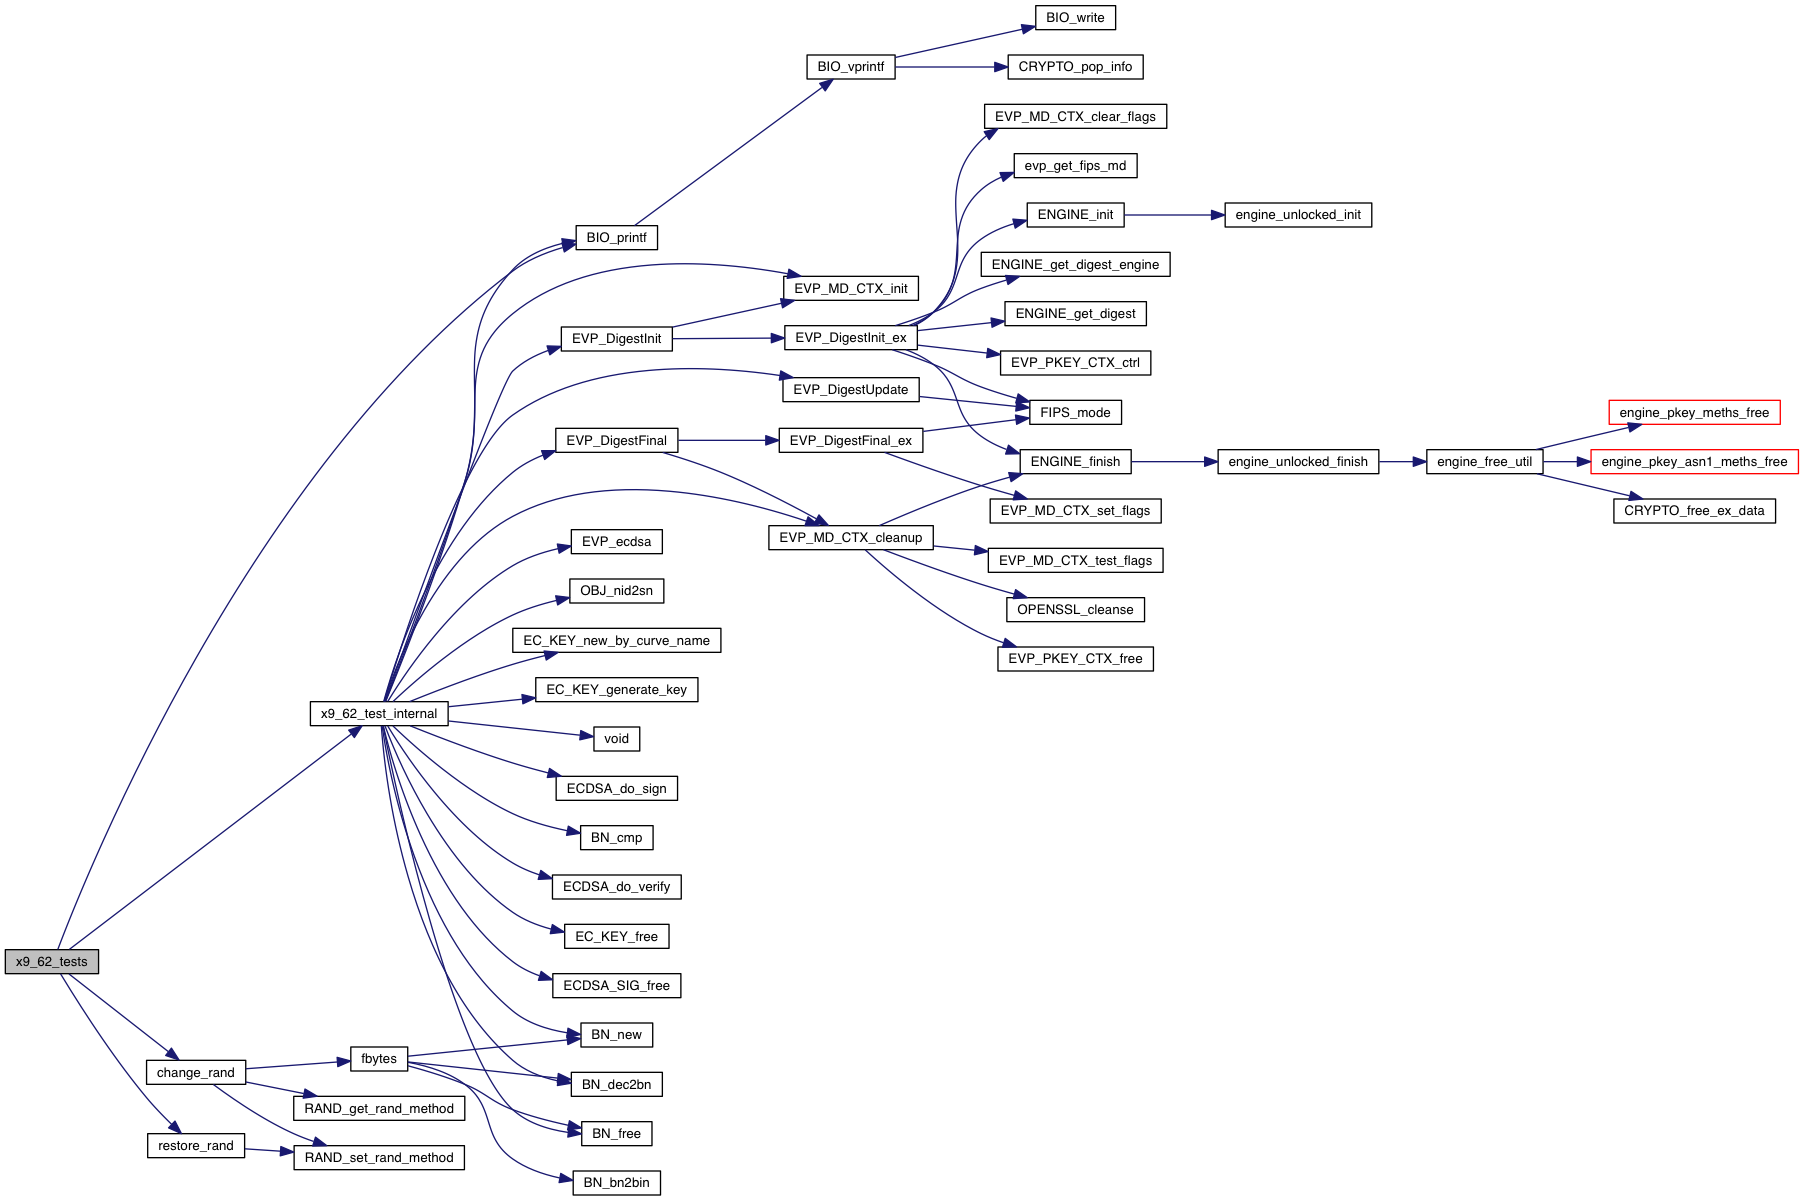 BIO_write
BIO_vprintf
CRYPTO_pop_info
EVP_MD_CTX_clear_flags
evp_get_fips_md
ENGINE_init
engine_unlocked_init
BIO_printf
ENGINE_get_digest_engine
EVP_MD_CTX_init
ENGINE_get_digest
EVP_DigestInit
EVP_DigestInit_ex
EVP_PKEY_CTX_ctrl
EVP_DigestUpdate
FIPS_mode
engine_pkey_meths_free
EVP_DigestFinal
EVP_DigestFinal_ex
ENGINE_finish
engine_unlocked_finish
engine_free_util
engine_pkey_asn1_meths_free
EVP_MD_CTX_set_flags
CRYPTO_free_ex_data
EVP_MD_CTX_cleanup
EVP_ecdsa
EVP_MD_CTX_test_flags
OBJ_nid2sn
OPENSSL_cleanse
EC_KEY_new_by_curve_name
EVP_PKEY_CTX_free
EC_KEY_generate_key
x9_62_test_internal
void
ECDSA_do_sign
BN_cmp
ECDSA_do_verify
EC_KEY_free
x9_62_tests
ECDSA_SIG_free
BN_new
fbytes
change_rand
BN_dec2bn
RAND_get_rand_method
BN_free
restore_rand
RAND_set_rand_method
BN_bn2bin